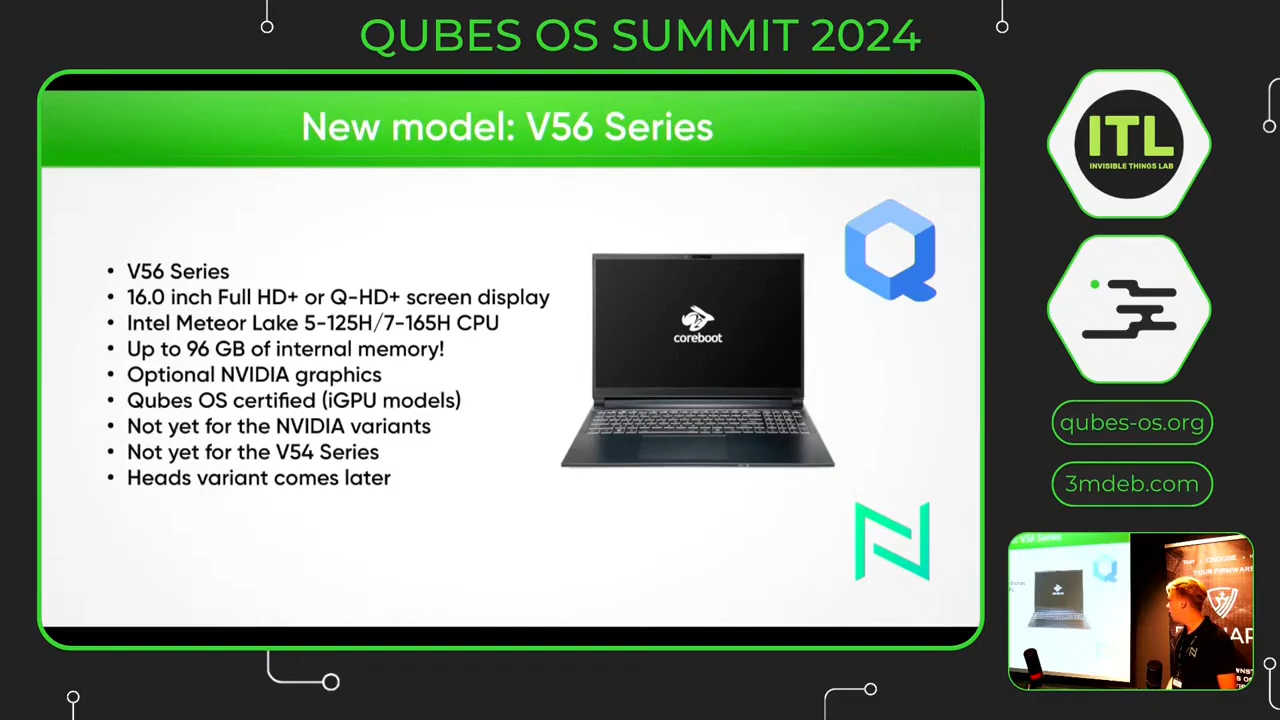 QUBES OS SUMMIT 2024
New model: V56 Series
• V56 Series
• 16.0 inch Full HD+ or Q-HD+ screen display
• Intel Meteor Lake 5-125H/7-165H CPU
• Up to 96 GB of internal memory!
• Optional NVIDIA graphics
• Qubes OS certified (iGPU models)
• Not yet for the NVIDIA variants
• Not yet for the V54 Series
• Heads variant comes later
coreboot
ITL
INVISIBLE THINGS LAB
qubes-os.org
3mdeb.com
YOUR FIRMWARE